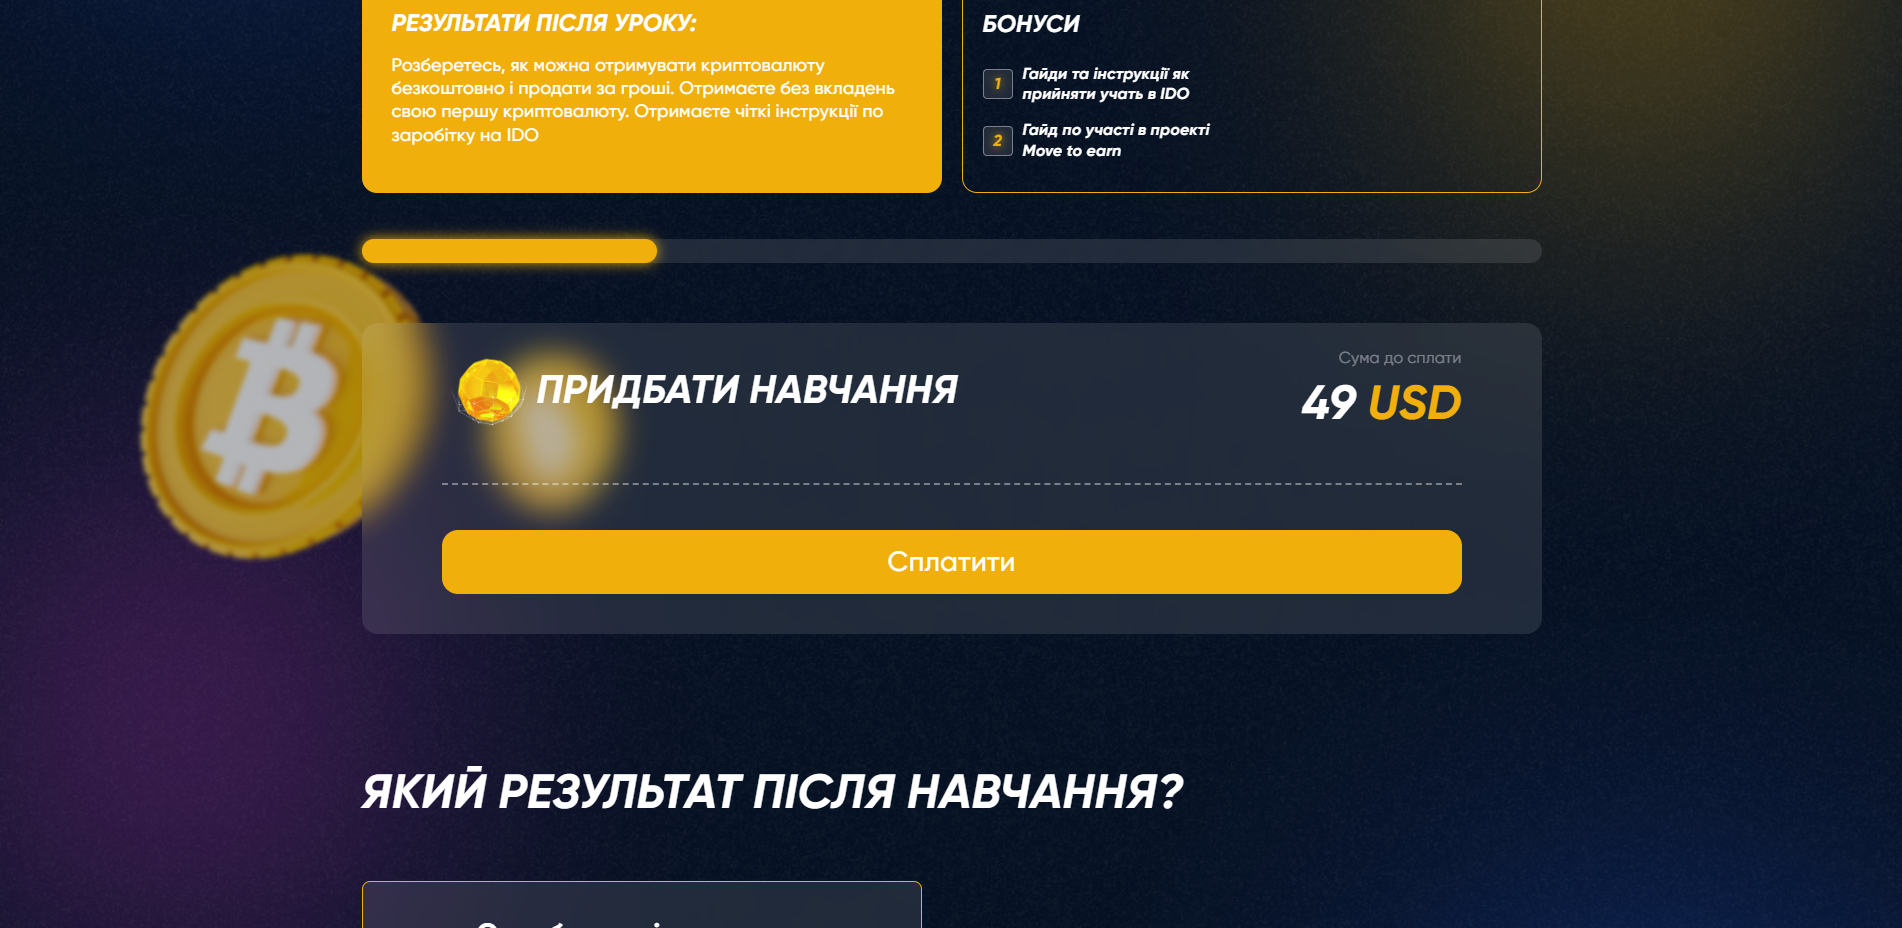 РЕЗУЛЬТАТИ ПІСЛЯ УРОКУ:
Розберетесь, як можна отримувати криптовалюту
безкоштовно і продати за гроші. Отримаєте без вкладень
свою першу криптовалюту. Отримаєте чіткі інструкції по
заробітку на IDO
БОНУСИ
1
Гайди та інструкції як
прийняти учать в IDO
2
Гайд по участі в проекті
Move to earn
ПРИДБАТИ НАВЧАННЯ
Сума до сплати
49 USD
Сплатити
ЯКИЙ РЕЗУЛЬТАТ ПІСЛЯ НАВЧАННЯ?